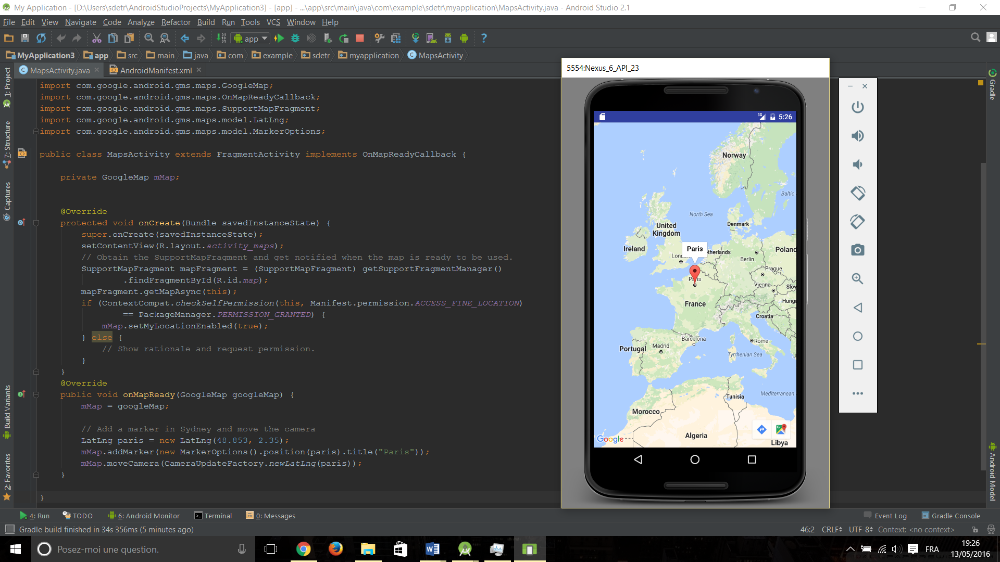 My Application - [D:\Users\sdetr\AndroidStudioProjects\MyApplication3] - [app] - ...\app\src\main\java\com\example\sdetr\myapplication\MapsActivity.java - Android Studio 2.1
File Edit View Navigate Code Analyze Refactor Build Run Tools VCS Window Help
app
MyApplication3 app src main java com example sdetr myapplication MapsActivity
MapsActivity.java AndroidManifest.xml
1: Project
7: Structure
Captures
Build Variants
2: Favorites
import com.google.android.gms.maps.GoogleMap;
import com.google.android.gms.maps.OnMapReadyCallback;
import com.google.android.gms.maps.SupportMapFragment;
import com.google.android.gms.maps.model.LatLng;
import com.google.android.gms.maps.model.MarkerOptions;
public class MapsActivity extends FragmentActivity implements OnMapReadyCallback {
private GoogleMap mMap;
@Override
protected void onCreate(Bundle savedInstanceState) {
super.onCreate(savedInstanceState);
setContentView(R.layout.activity_maps);
// Obtain the SupportMapFragment and get notified when the map is ready to be used.
SupportMapFragment mapFragment = (SupportMapFragment) getSupportFragmentManager()
.findFragmentById(R.id.map);
mapFragment.getMapAsync(this);
if (ContextCompat.checkSelfPermission(this, Manifest.permission.ACCESS_FINE_LOCATION)
== PackageManager.PERMISSION_GRANTED) {
mMap.setMyLocationEnabled(true);
} else {
// Show rationale and request permission.
}
}
@Override
public void onMapReady(GoogleMap googleMap) {
mMap = googleMap;
// Add a marker in Sydney and move the camera
LatLng paris = new LatLng(48.853, 2.35);
mMap.addMarker(new MarkerOptions().position(paris).title("Paris"));
mMap.moveCamera(CameraUpdateFactory.newLatLng(paris));
}
}
5554:Nexus_6_API_23
3G 5:26
Norway
Baltic
North Sea
United
Kingdom
Denmark
Ireland
Paris
therlands
Poland
Lond
Berlin
Prague
Paris
Vienna
Slov
France
Hunga
Croatia
Barcelona
Rome
Portugal
Madrid
Tyrrhenian Sea
Mediterranean
Tunisia
Morocco
Algeria
Google
Libya
Gradle
Android Model
4: Run TODO 6: Android Monitor Terminal 0: Messages Event Log Gradle Console
Gradle build finished in 34s 356ms (5 minutes ago) 46:2 CRLF UTF-8 Context: <no context>
Posez-moi une question. FRA 19:26
13/05/2016